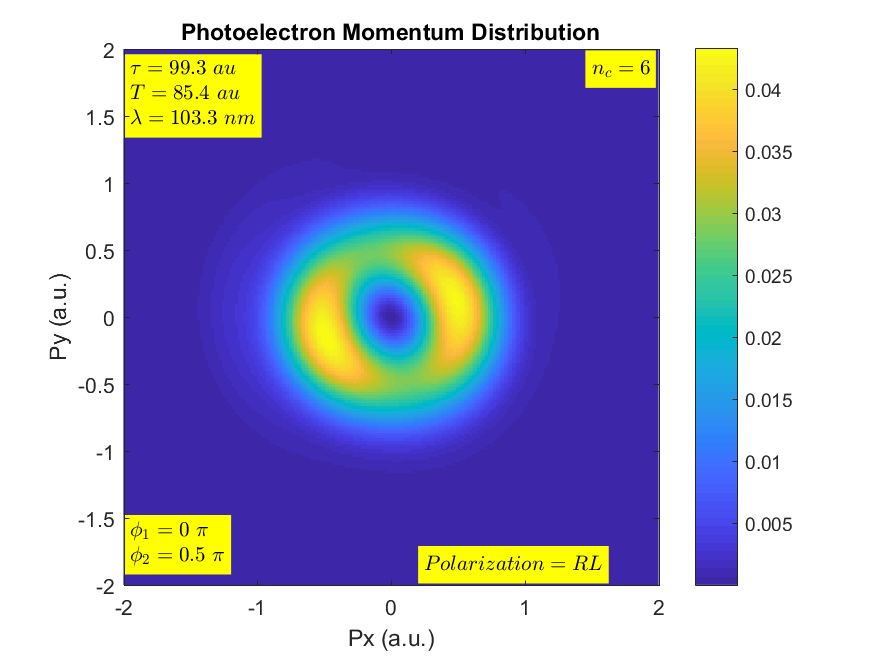 Photoelectron Momentum Distribution
τ = 99.3 au
T = 85.4 au
λ = 103.3 nm
n_c = 6
2
1.5
1
0.5
0
-0.5
-1
-1.5
-2
Py (a.u.)
ϕ₁ = 0 π
ϕ₂ = 0.5 π
Polarization = RL
-2
-1
0
1
2
Px (a.u.)
0.04
0.035
0.03
0.025
0.02
0.015
0.01
0.005